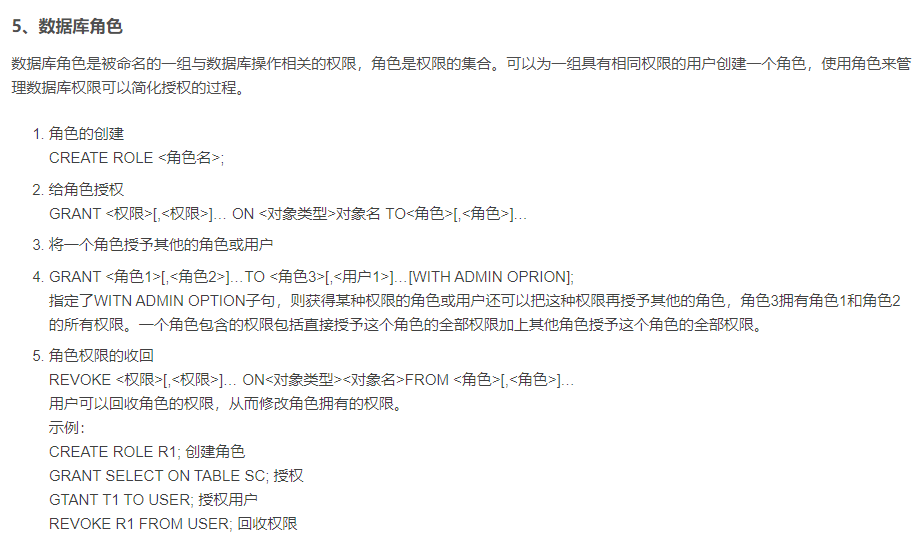 5、数据库角色
数据库角色是被命名的一组与数据库操作相关的权限，角色是权限的集合。可以为一组具有相同权限的用户创建一个角色，使用角色来管
理数据库权限可以简化授权的过程。
1. 角色的创建
CREATE ROLE <角色名>;
2. 给角色授权
GRANT <权限>[,<权限>]… ON <对象类型>对象名 TO<角色>[,<角色>]…
3. 将一个角色授予其他的角色或用户
4. GRANT <角色1>[,<角色2>]…TO <角色3>[,<用户1>]…[WITH ADMIN OPRION];
指定了WITN ADMIN OPTION子句，则获得某种权限的角色或用户还可以把这种权限再授予其他的角色，角色3拥有角色1和角色2
的所有权限。一个角色包含的权限包括直接授予这个角色的全部权限加上其他角色授予这个角色的全部权限。
5. 角色权限的收回
REVOKE <权限>[,<权限>]… ON<对象类型><对象名>FROM <角色>[,<角色>]…
用户可以回收角色的权限，从而修改角色拥有的权限。
示例：
CREATE ROLE R1; 创建角色
GRANT SELECT ON TABLE SC; 授权
GTANT T1 TO USER; 授权用户
REVOKE R1 FROM USER; 回收权限